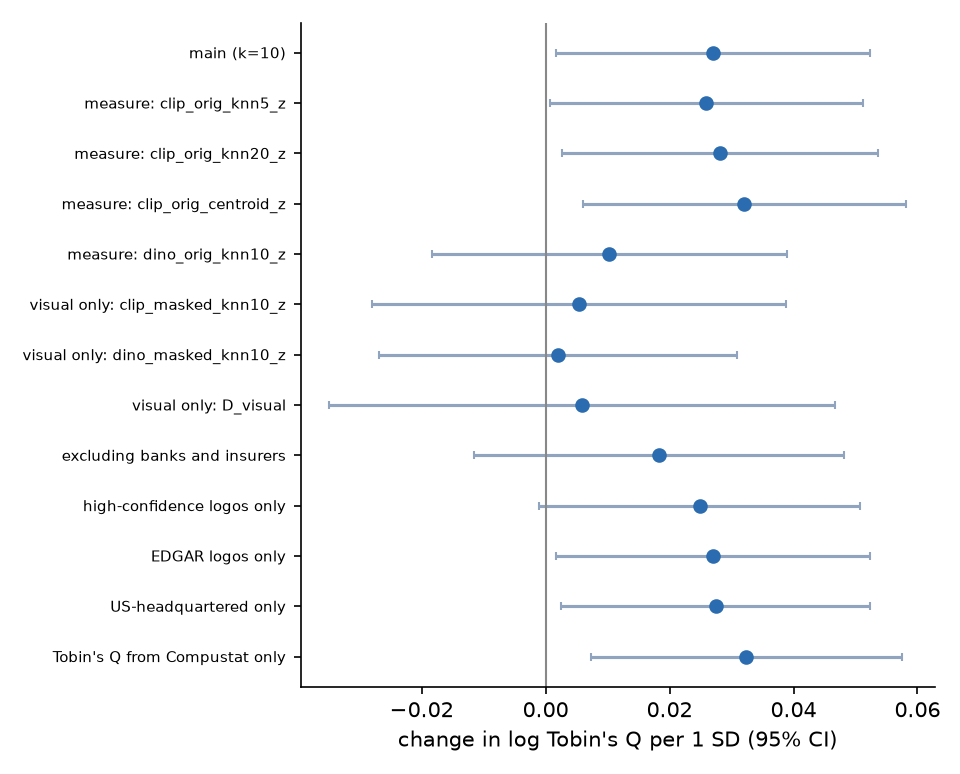 main (k=10)
measure: clip_orig_knn5_z
measure: clip_orig_knn20_z
measure: clip_orig_centroid_z
measure: dino_orig_knn10_z
visual only: clip_masked_knn10_z
visual only: dino_masked_knn10_z
visual only: D_visual
excluding banks and insurers
high-confidence logos only
EDGAR logos only
US-headquartered only
Tobin's Q from Compustat only
−0.02 0.00 0.02 0.04 0.06
change in log Tobin's Q per 1 SD (95% CI)